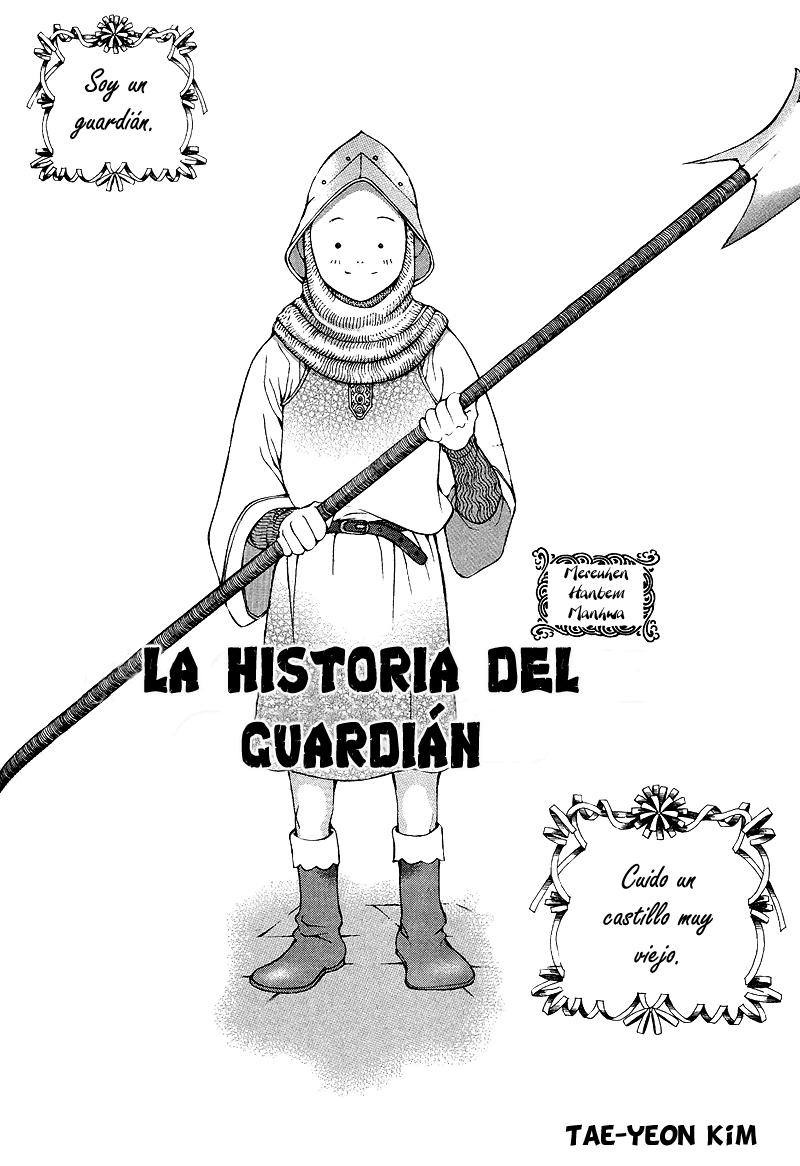 Soy un
guardián.
Mereuhen
Hanbem
Manhwa
LA HISTORIA DEL
GUARDIÁN
Cuido un
castillo muy
viejo.
TAE-YEON KIM